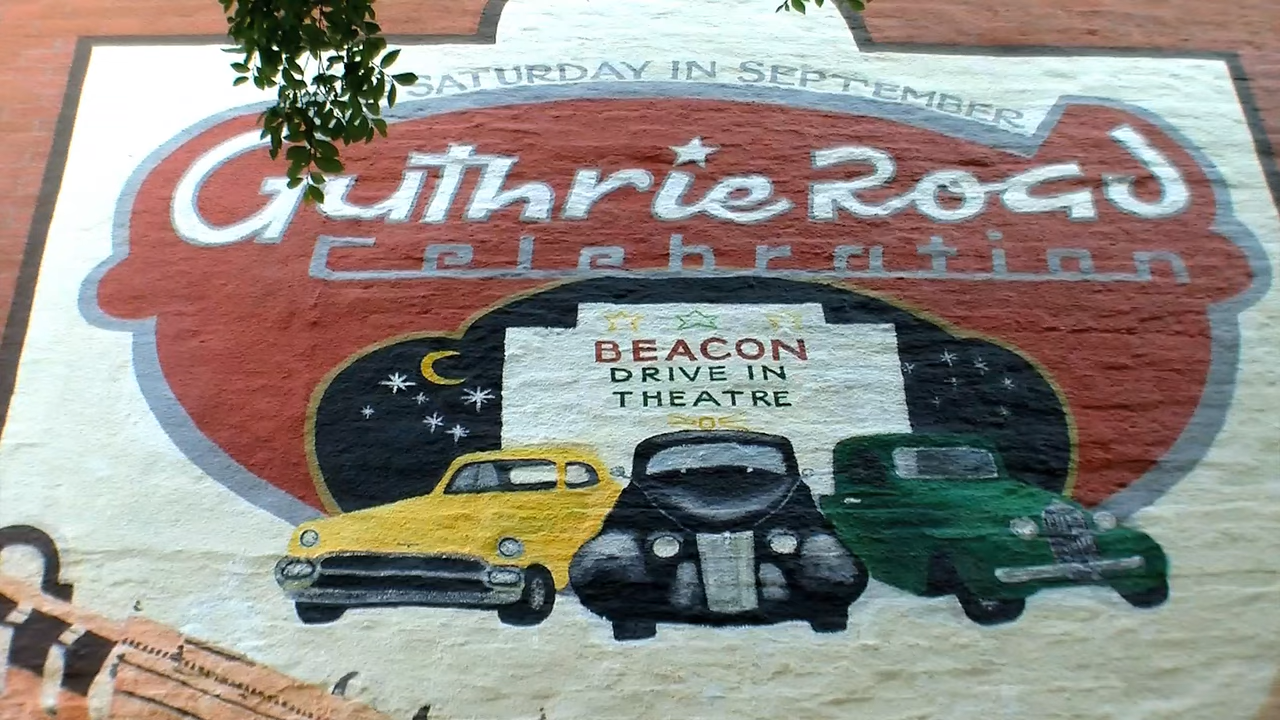 SATURDAY IN SEPTEMBER
Guthrie Road
Celebration
BEACON
DRIVE IN
THEATRE